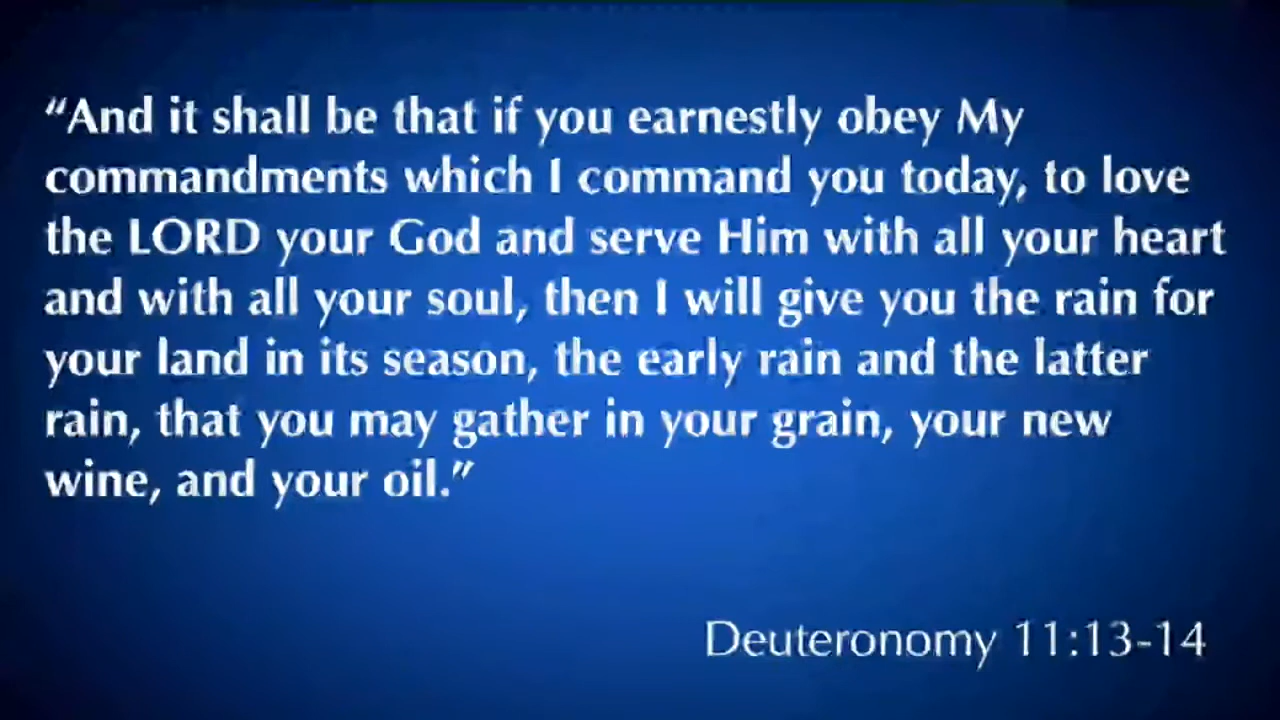 “And it shall be that if you earnestly obey My
commandments which I command you today, to love
the LORD your God and serve Him with all your heart
and with all your soul, then I will give you the rain for
your land in its season, the early rain and the latter
rain, that you may gather in your grain, your new
wine, and your oil.”
Deuteronomy 11:13-14